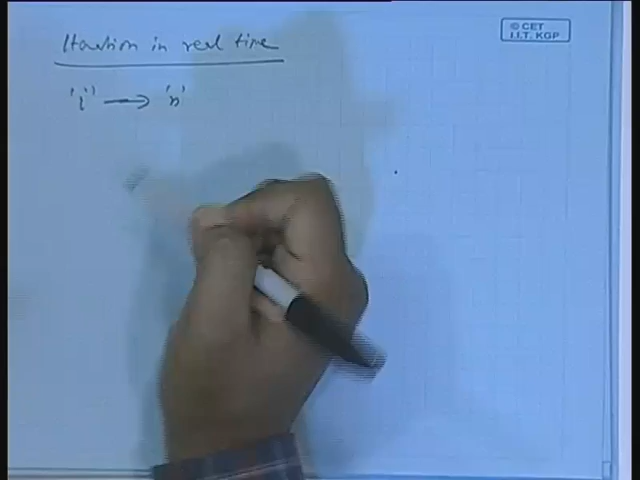 Iteration in real time
'i' → 'n'
© CET
I.I.T. KGP